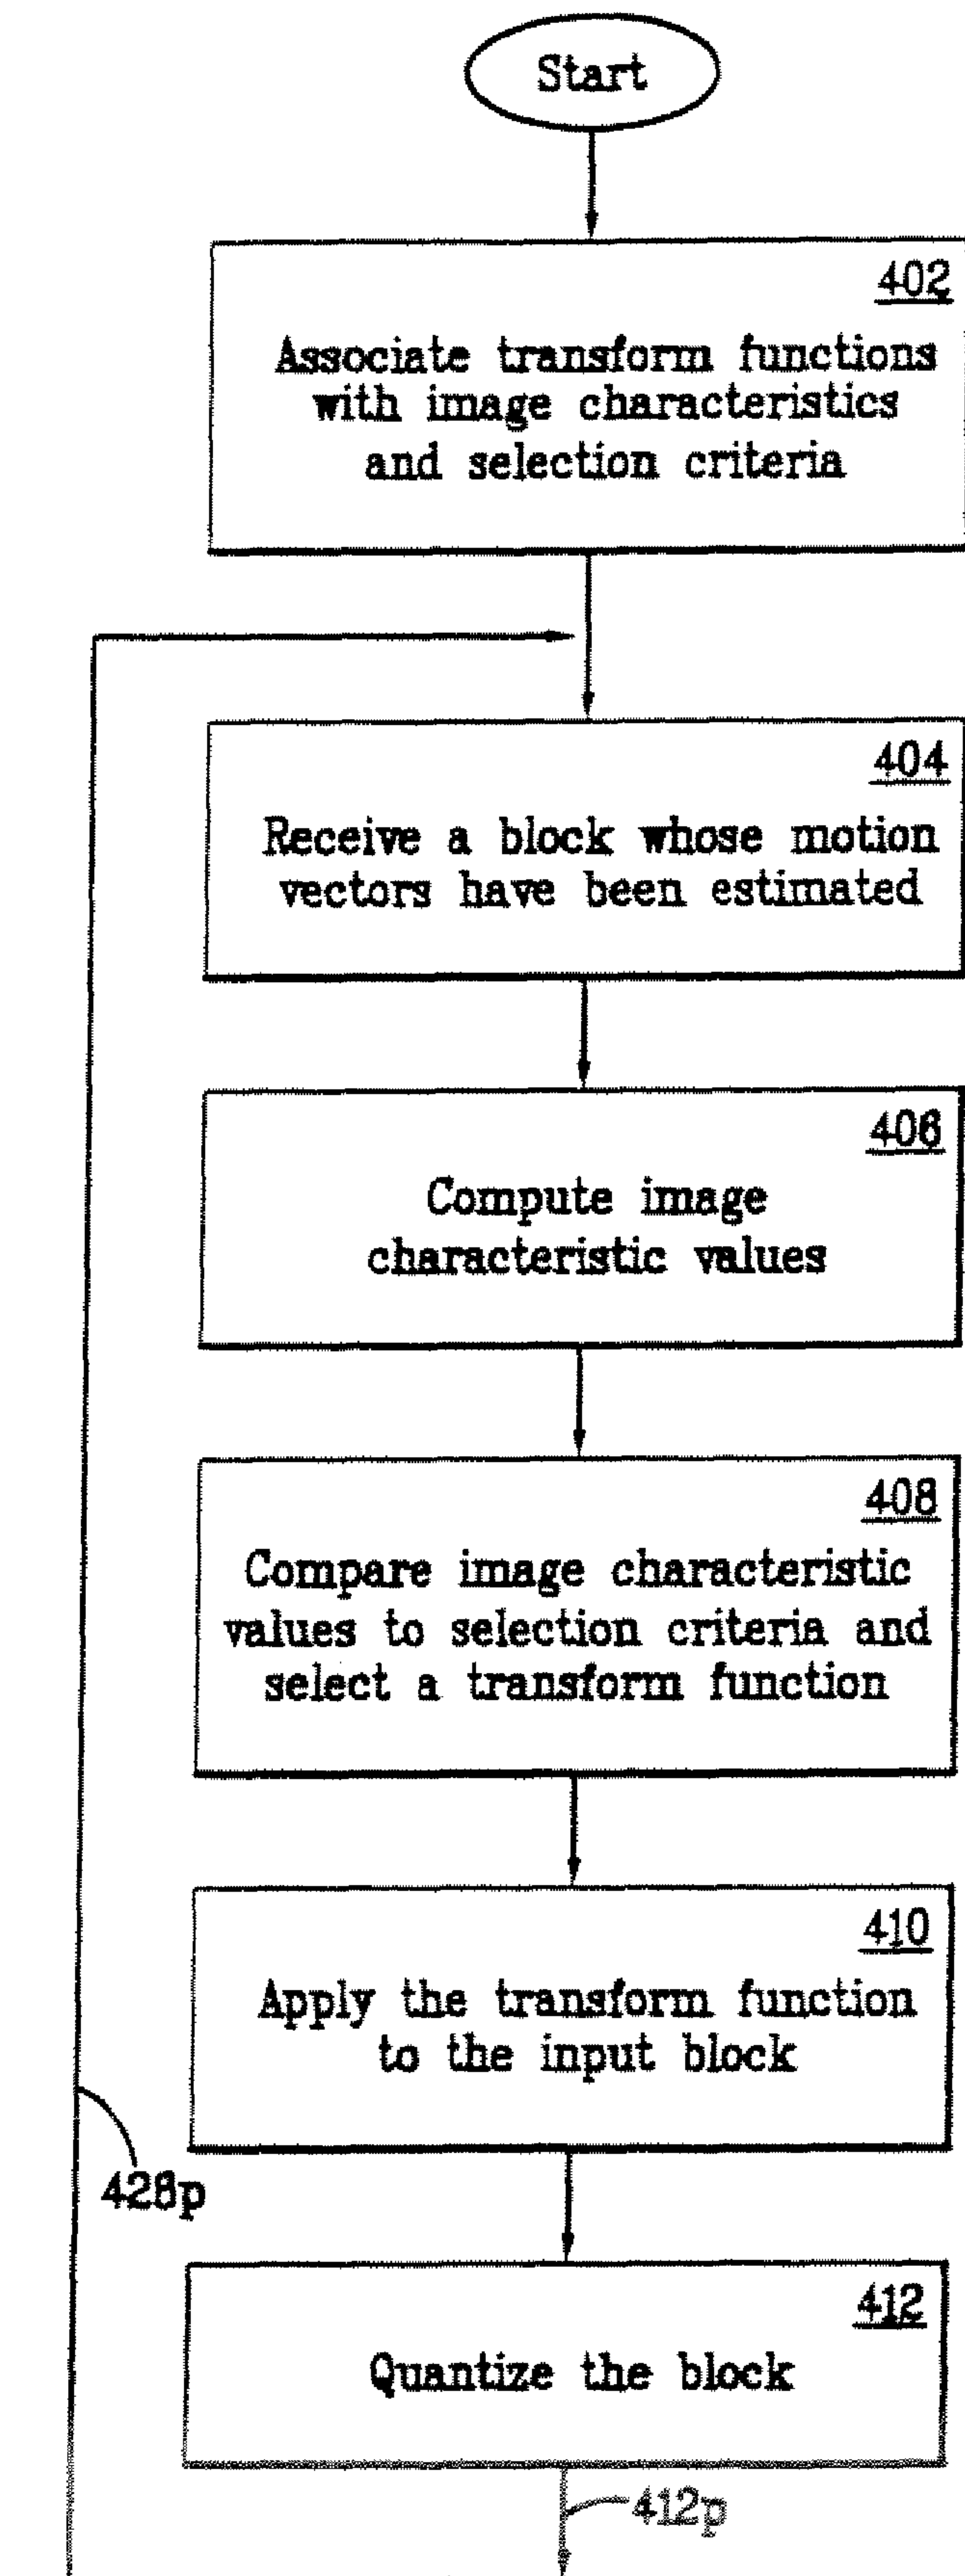 Start
402
Associate transform functions
with image characteristics
and selection criteria
404
Receive a block whose motion
vectors have been estimated
406
Compute image
characteristic values
408
Compare image characteristic
values to selection criteria and
select a transform function
410
Apply the transform function
to the input block
428p
412
Quantize the block
412p